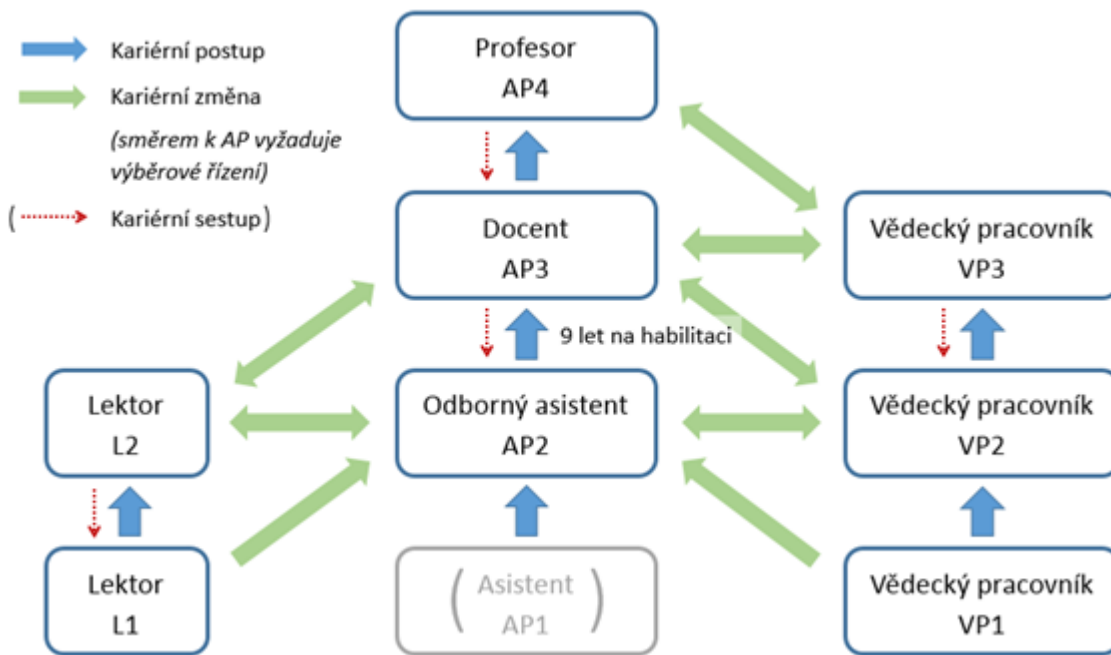 Kariérní postup
Kariérní změna
(směrem k AP vyžaduje
výběrové řízení)
( Kariérní sestup)
Profesor
AP4
Docent
AP3
Vědecký pracovník
VP3
9 let na habilitaci
Lektor
L2
Odborný asistent
AP2
Vědecký pracovník
VP2
Lektor
L1
( Asistent )
AP1
Vědecký pracovník
VP1